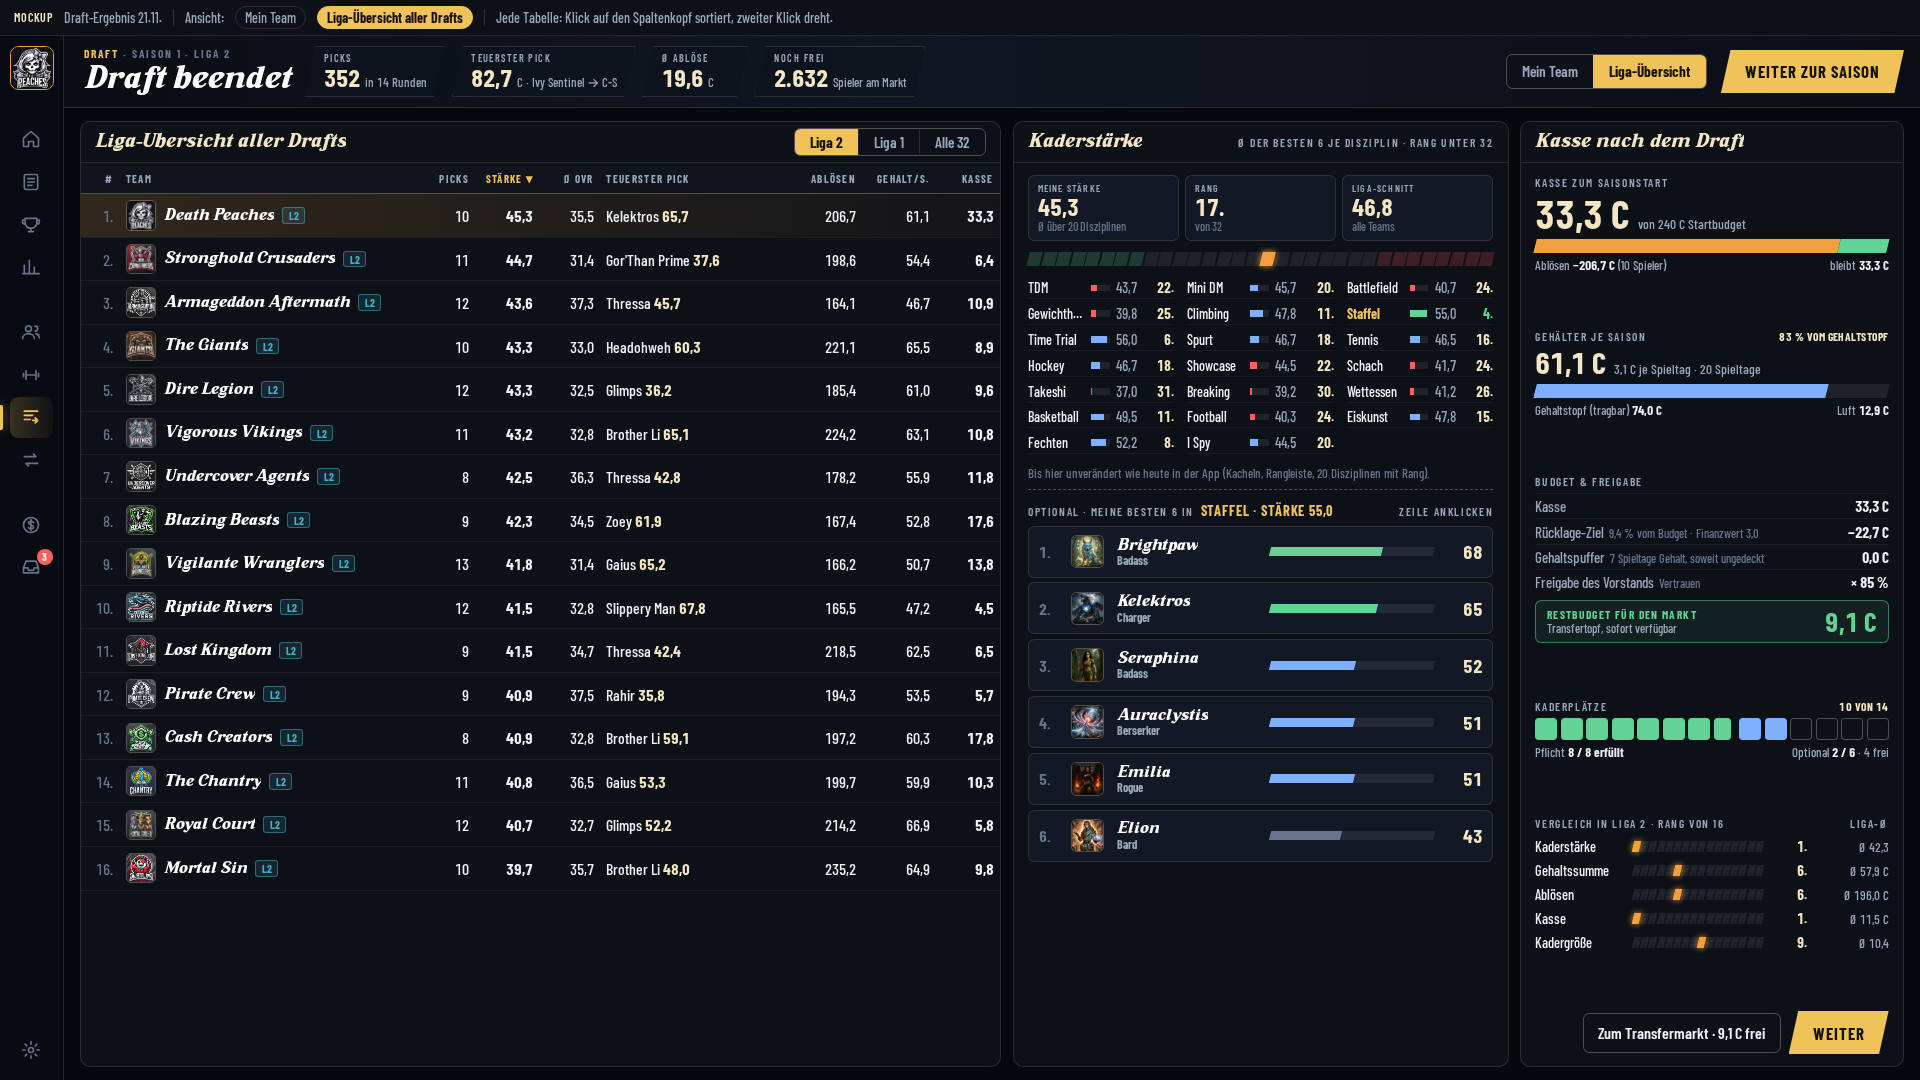 MOCKUP Draft-Ergebnis 21.11. Ansicht: Mein Team Liga-Übersicht aller Drafts Jede Tabelle: Klick auf den Spaltenkopf sortiert, zweiter Klick dreht.
DRAFT · SAISON 1 · LIGA 2
Draft beendet
PICKS
352 in 14 Runden
TEUERSTER PICK
82,7 C · Ivy Sentinel → C-S
Ø ABLÖSE
19,6 C
NOCH FREI
2.632 Spieler am Markt
Mein Team Liga-Übersicht
WEITER ZUR SAISON
3
Liga-Übersicht aller Drafts
Liga 2 Liga 1 Alle 32
# TEAM PICKS STÄRKE ▼ Ø OVR TEUERSTER PICK ABLÖSEN GEHALT/S. KASSE
1. Death Peaches L2 10 45,3 35,5 Kelektros 65,7 206,7 61,1 33,3
2. Stronghold Crusaders L2 11 44,7 31,4 Gor'Than Prime 37,6 198,6 54,4 6,4
3. Armageddon Aftermath L2 12 43,6 37,3 Thressa 45,7 164,1 46,7 10,9
4. The Giants L2 10 43,3 33,0 Headohweh 60,3 221,1 65,5 8,9
5. Dire Legion L2 12 43,3 32,5 Glimps 36,2 185,4 61,0 9,6
6. Vigorous Vikings L2 11 43,2 32,8 Brother Li 65,1 224,2 63,1 10,8
7. Undercover Agents L2 8 42,5 36,3 Thressa 42,8 178,2 55,9 11,8
8. Blazing Beasts L2 9 42,3 34,5 Zoey 61,9 167,4 52,8 17,6
9. Vigilante Wranglers L2 13 41,8 31,4 Gaius 65,2 166,2 50,7 13,8
10. Riptide Rivers L2 12 41,5 32,8 Slippery Man 67,8 165,5 47,2 4,5
11. Lost Kingdom L2 9 41,5 34,7 Thressa 42,4 218,5 62,5 6,5
12. Pirate Crew L2 9 40,9 37,5 Rahir 35,8 194,3 53,5 5,7
13. Cash Creators L2 8 40,9 32,8 Brother Li 59,1 197,2 60,3 17,8
14. The Chantry L2 11 40,8 36,5 Gaius 53,3 199,7 59,9 10,3
15. Royal Court L2 12 40,7 32,7 Glimps 52,2 214,2 66,9 5,8
16. Mortal Sin L2 10 39,7 35,7 Brother Li 48,0 235,2 64,9 9,8
Kaderstärke
Ø DER BESTEN 6 JE DISZIPLIN · RANG UNTER 32
MEINE STÄRKE
45,3
Ø über 20 Disziplinen
RANG
17.
von 32
LIGA-SCHNITT
46,8
alle Teams
TDM 43,7 22. Mini DM 45,7 20. Battlefield 40,7 24.
Gewichth... 39,8 25. Climbing 47,8 11. Staffel 55,0 4.
Time Trial 56,0 6. Spurt 46,7 18. Tennis 46,5 16.
Hockey 46,7 18. Showcase 44,5 22. Schach 41,7 24.
Takeshi 37,0 31. Breaking 39,2 30. Wettessen 41,2 26.
Basketball 49,5 11. Football 40,3 24. Eiskunst 47,8 15.
Fechten 52,2 8. I Spy 44,5 20.
Bis hier unverändert wie heute in der App (Kacheln, Rangleiste, 20 Disziplinen mit Rang).
OPTIONAL · MEINE BESTEN 6 IN STAFFEL · STÄRKE 55,0 ZEILE ANKLICKEN
1. Brightpaw 68
Badass
2. Kelektros 65
Charger
3. Seraphina 52
Badass
4. Auraclystis 51
Berserker
5. Emilia 51
Rogue
6. Elion 43
Bard
Kasse nach dem Draft
KASSE ZUM SAISONSTART
33,3 C von 240 C Startbudget
Ablösen −206,7 C (10 Spieler) bleibt 33,3 C
GEHÄLTER JE SAISON 83 % VOM GEHALTSTOPF
61,1 C 3,1 C je Spieltag · 20 Spieltage
Gehaltstopf (tragbar) 74,0 C Luft 12,9 C
BUDGET & FREIGABE
Kasse 33,3 C
Rücklage-Ziel 9,4 % vom Budget · Finanzwert 3,0 −22,7 C
Gehaltspuffer 7 Spieltage Gehalt, soweit ungedeckt 0,0 C
Freigabe des Vorstands Vertrauen × 85 %
RESTBUDGET FÜR DEN MARKT
Transfertopf, sofort verfügbar
9,1 C
KADERPLÄTZE 10 VON 14
Pflicht 8 / 8 erfüllt Optional 2 / 6 · 4 frei
VERGLEICH IN LIGA 2 · RANG VON 16 LIGA-Ø
Kaderstärke 1. Ø 42,3
Gehaltssumme 6. Ø 57,9 C
Ablösen 6. Ø 196,0 C
Kasse 1. Ø 11,5 C
Kadergröße 9. Ø 10,4
Zum Transfermarkt · 9,1 C frei WEITER